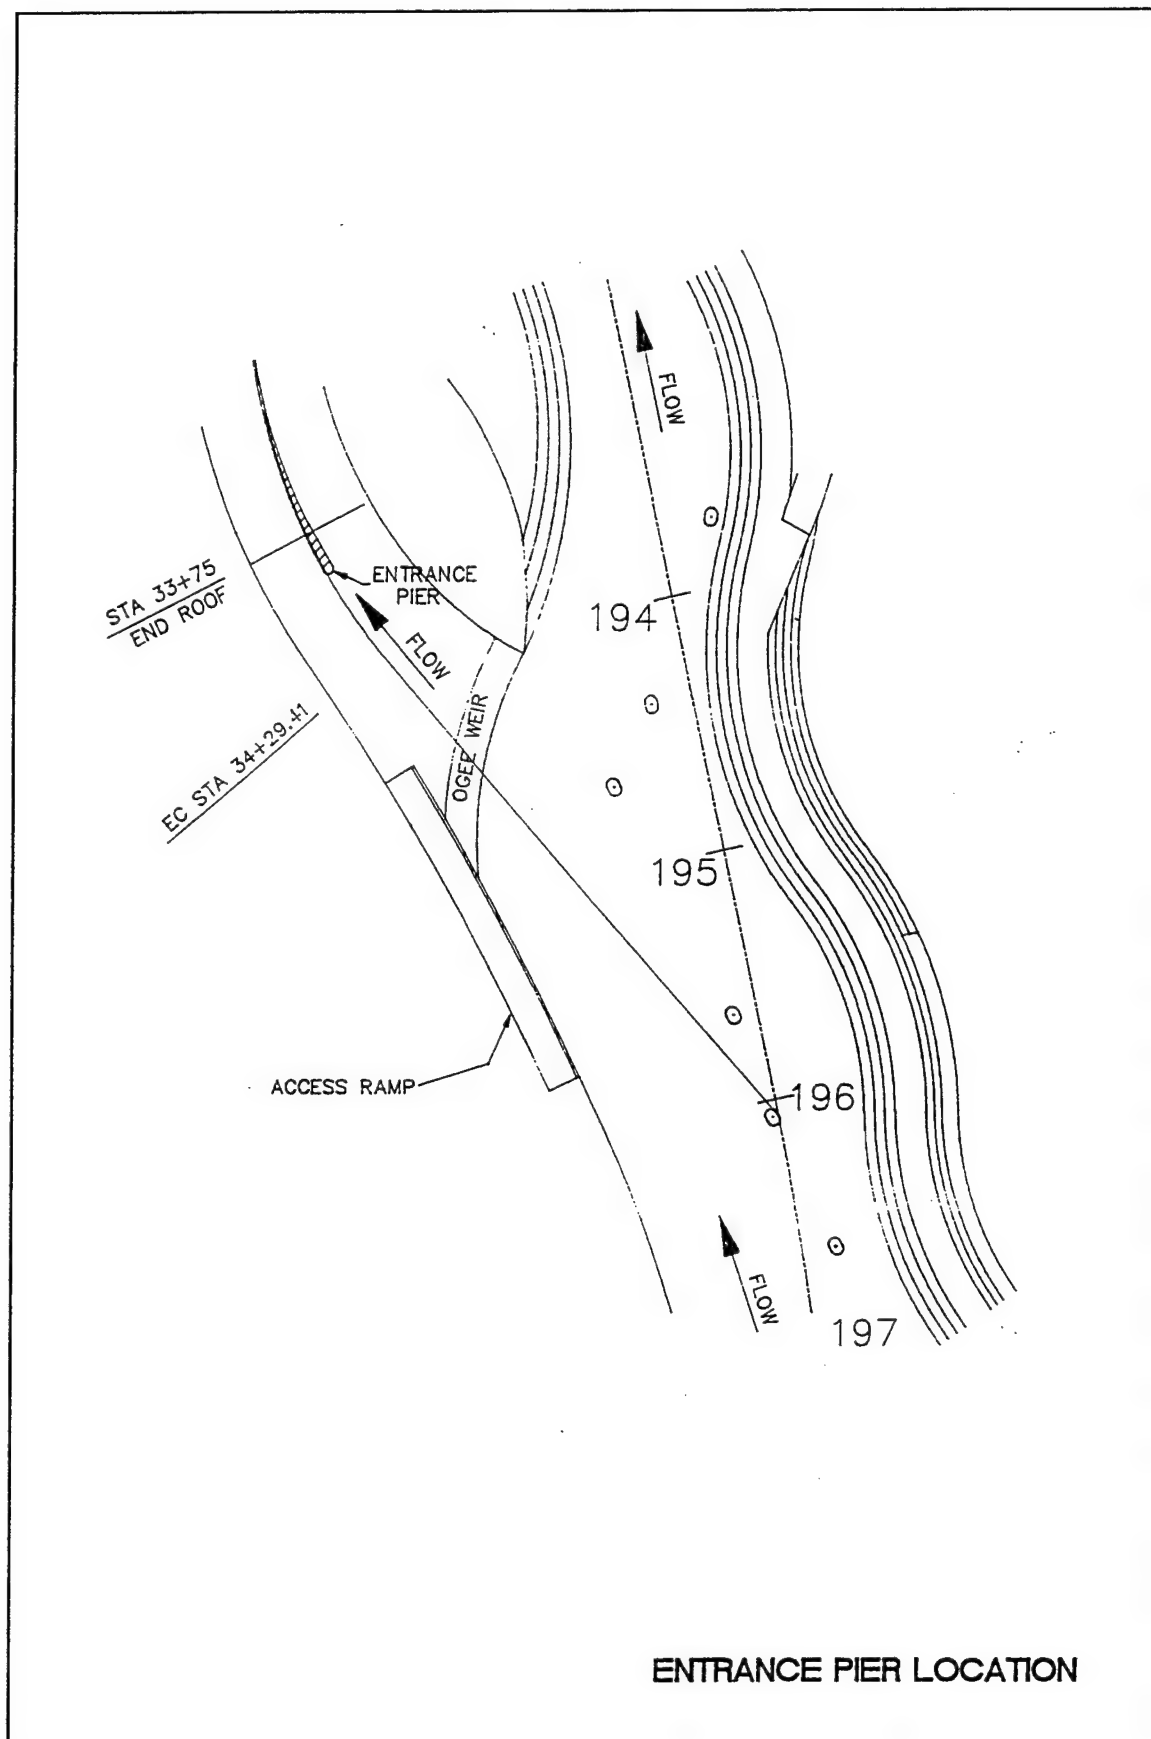 FLOW
ENTRANCE
PIER
STA 33+75
END ROOF
194
FLOW
OGEE WEIR
EC STA 34+29.41
195
ACCESS RAMP
196
FLOW
197
ENTRANCE PIER LOCATION